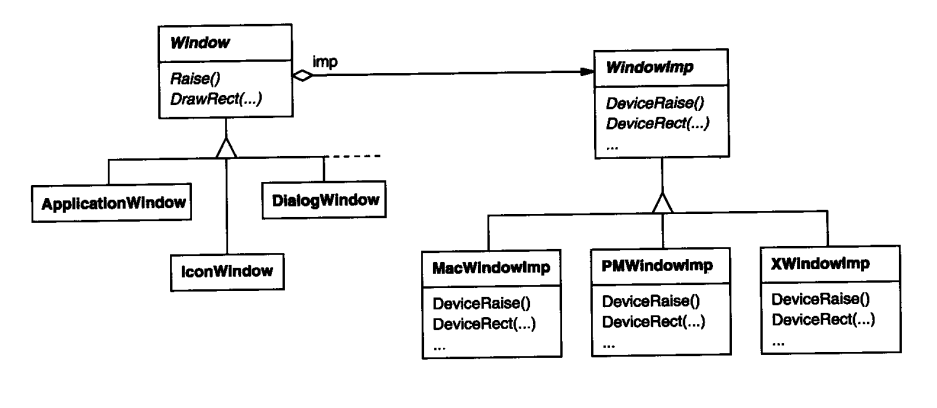 Window
Raise()
DrawRect(...)
imp
WindowImp
DeviceRaise()
DeviceRect(...)
...
ApplicationWindow
DialogWindow
IconWindow
MacWindowImp
DeviceRaise()
DeviceRect(...)
...
PMWindowImp
DeviceRaise()
DeviceRect(...)
...
XWindowImp
DeviceRaise()
DeviceRect(...)
...